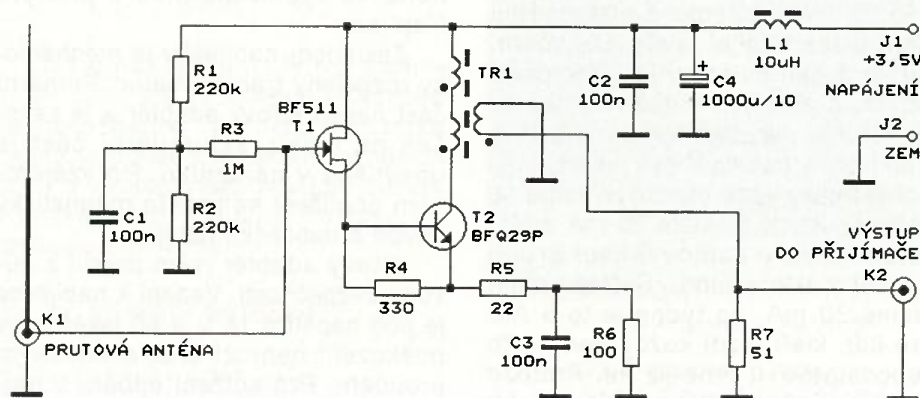 R1
220k
R3
1M
R2
220k
C1
100n
BF511
T1
TR1
C2
100n
+
C4
1000u/10
L1
10uH
J1
+3,5V
NAPÁJENÍ
J2
ZEM
T2
BFQ29P
R4
330
R5
22
C3
100n
R6
100
R7
51
VÝSTUP
DO PŘIJÍMAČE
K2
K1
PRUTOVÁ ANTÉNA